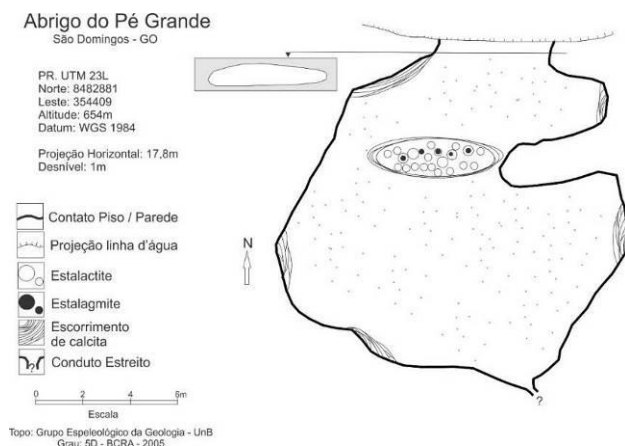 Abrigo do Pé Grande
São Domingos - GO
PR. UTM 23L
Norte: 8482881
Leste: 354409
Altitude: 654m
Datum: WGS 1984
Projeção Horizontal: 17,8m
Desnível: 1m
Contato Piso / Parede
Projeção linha d'água
Estalactite
Estalagmite
Escorrimento
de calcita
?
Conduto Estreito
N
0 2 4 6m
Escala
Topo: Grupo Espeleológico da Geologia - UnB
Grau: 5D - BCRA - 2005
?